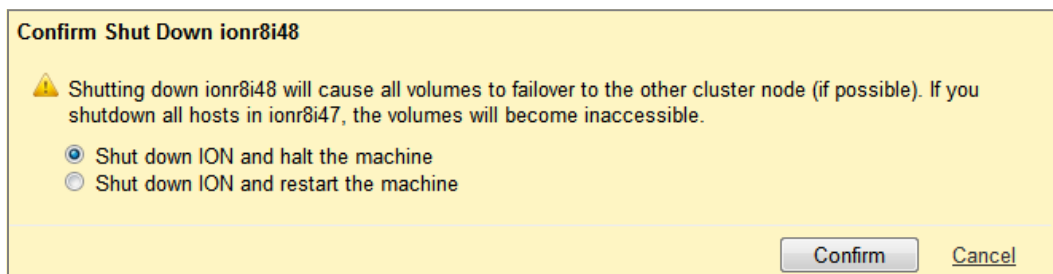 Confirm Shut Down ionr8i48
Shutting down ionr8i48 will cause all volumes to failover to the other cluster node (if possible). If you
shutdown all hosts in ionr8i47, the volumes will become inaccessible.
Shut down ION and halt the machine
Shut down ION and restart the machine
Confirm Cancel